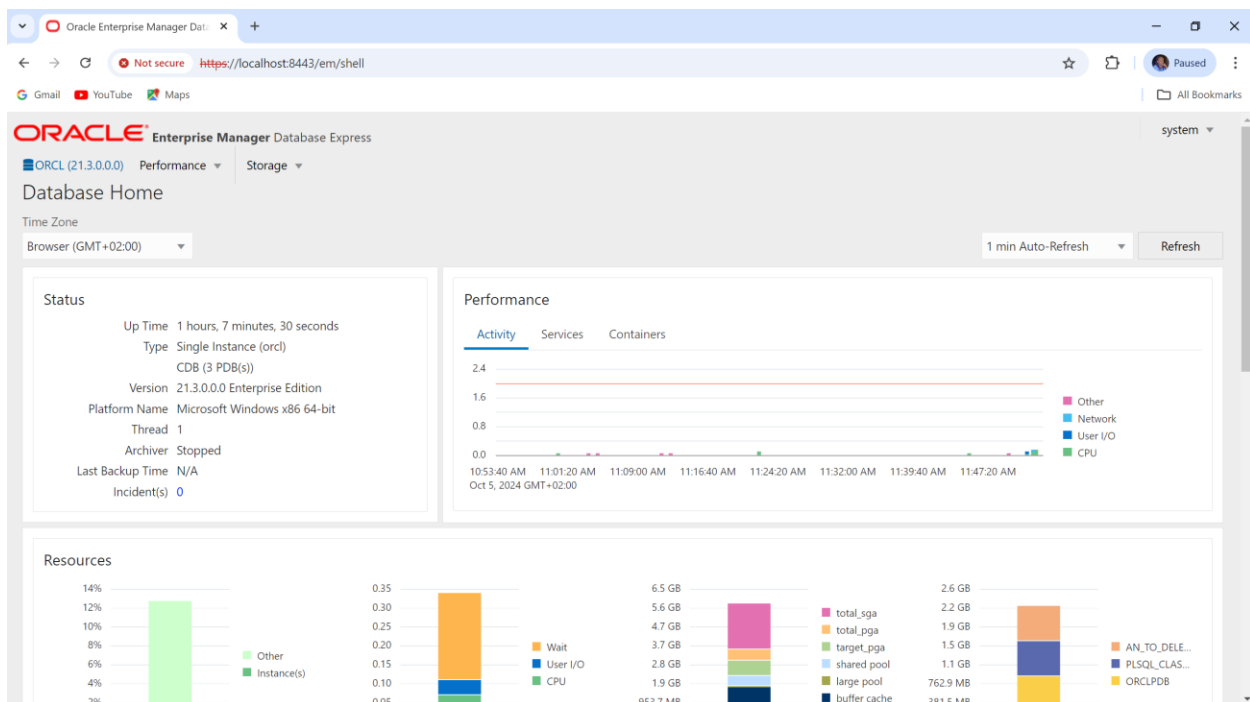 Oracle Enterprise Manager Data
Not secure https://localhost:8443/em/shell
Paused
Gmail YouTube Maps
All Bookmarks
ORACLE Enterprise Manager Database Express
system
ORCL (21.3.0.0.0) Performance Storage
Database Home
Time Zone
Browser (GMT+02:00)
1 min Auto-Refresh
Refresh
Status
Up Time 1 hours, 7 minutes, 30 seconds
Type Single Instance (orcl)
CDB (3 PDB(s))
Version 21.3.0.0.0 Enterprise Edition
Platform Name Microsoft Windows x86 64-bit
Thread 1
Archiver Stopped
Last Backup Time N/A
Incident(s) 0
Performance
Activity Services Containers
2.4
1.6
0.8
0.0
10:53:40 AM 11:01:20 AM 11:09:00 AM 11:16:40 AM 11:24:20 AM 11:32:00 AM 11:39:40 AM 11:47:20 AM
Oct 5, 2024 GMT+02:00
Other
Network
User I/O
CPU
Resources
14%
12%
10%
8%
6%
4%
2%
Other
Instance(s)
0.35
0.30
0.25
0.20
0.15
0.10
0.05
Wait
User I/O
CPU
6.5 GB
5.6 GB
4.7 GB
3.7 GB
2.8 GB
1.9 GB
953.7 MB
total_sga
total_pga
target_pga
shared pool
large pool
buffer cache
2.6 GB
2.2 GB
1.9 GB
1.5 GB
1.1 GB
762.9 MB
381.5 MB
AN_TO_DELE...
PLSQL_CLAS...
ORCLPDB